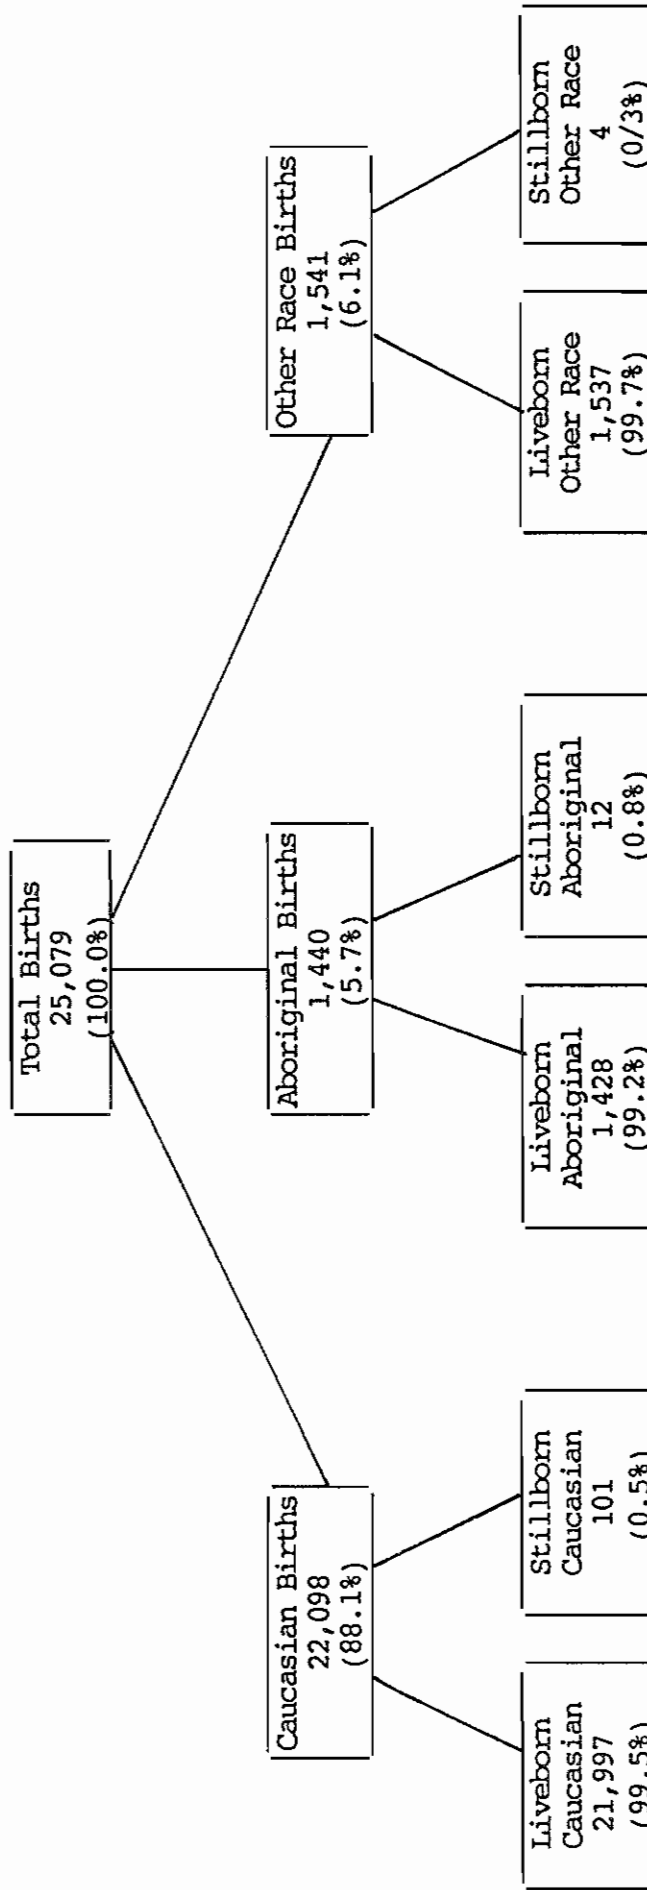 Total Births
25,079
(100.0%)
Caucasian Births
22,098
(88.1%)
Aboriginal Births
1,440
(5.7%)
Other Race Births
1,541
(6.1%)
Liveborn
Caucasian
21,997
(99.5%)
Stillborn
Caucasian
101
(0.5%)
Liveborn
Aboriginal
1,428
(99.2%)
Stillborn
Aboriginal
12
(0.8%)
Liveborn
Other Race
1,537
(99.7%)
Stillborn
Other Race
4
(0/3%)